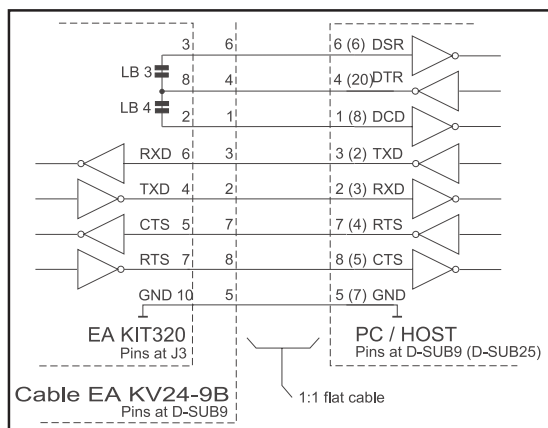 3 6 6 (6) DSR
LB 3
8 4 4 (20) DTR
LB 4
2 1 1 (8) DCD
RXD 6 3 3 (2) TXD
TXD 4 2 2 (3) RXD
CTS 5 7 7 (4) RTS
RTS 7 8 8 (5) CTS
GND 10 5 5 (7) GND
EA KIT320
Pins at J3
PC / HOST
Pins at D-SUB9 (D-SUB25)
Cable EA KV24-9B
Pins at D-SUB9
1:1 flat cable